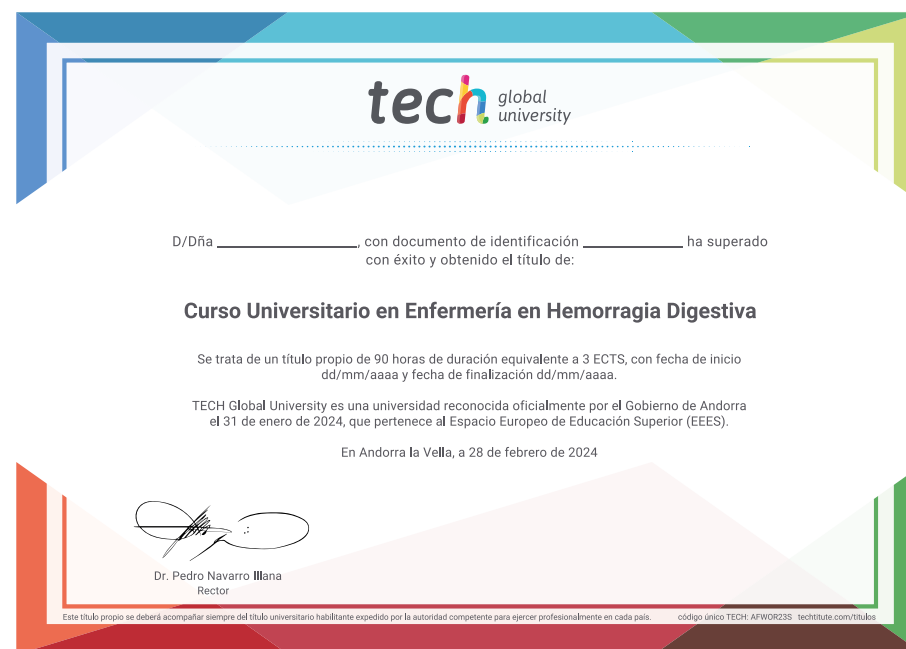 tech global university
D/Dña ____________, con documento de identificación ____________ ha superado
con éxito y obtenido el título de:
Curso Universitario en Enfermería en Hemorragia Digestiva
Se trata de un título propio de 90 horas de duración equivalente a 3 ECTS, con fecha de inicio
dd/mm/aaaa y fecha de finalización dd/mm/aaaa.
TECH Global University es una universidad reconocida oficialmente por el Gobierno de Andorra
el 31 de enero de 2024, que pertenece al Espacio Europeo de Educación Superior (EEES).
En Andorra la Vella, a 28 de febrero de 2024
Dr. Pedro Navarro Illana
Rector
Este título propio se deberá acompañar siempre del título universitario habilitante expedido por la autoridad competente para ejercer profesionalmente en cada país. código único TECH: AFWOR23S techtitute.com/titulos